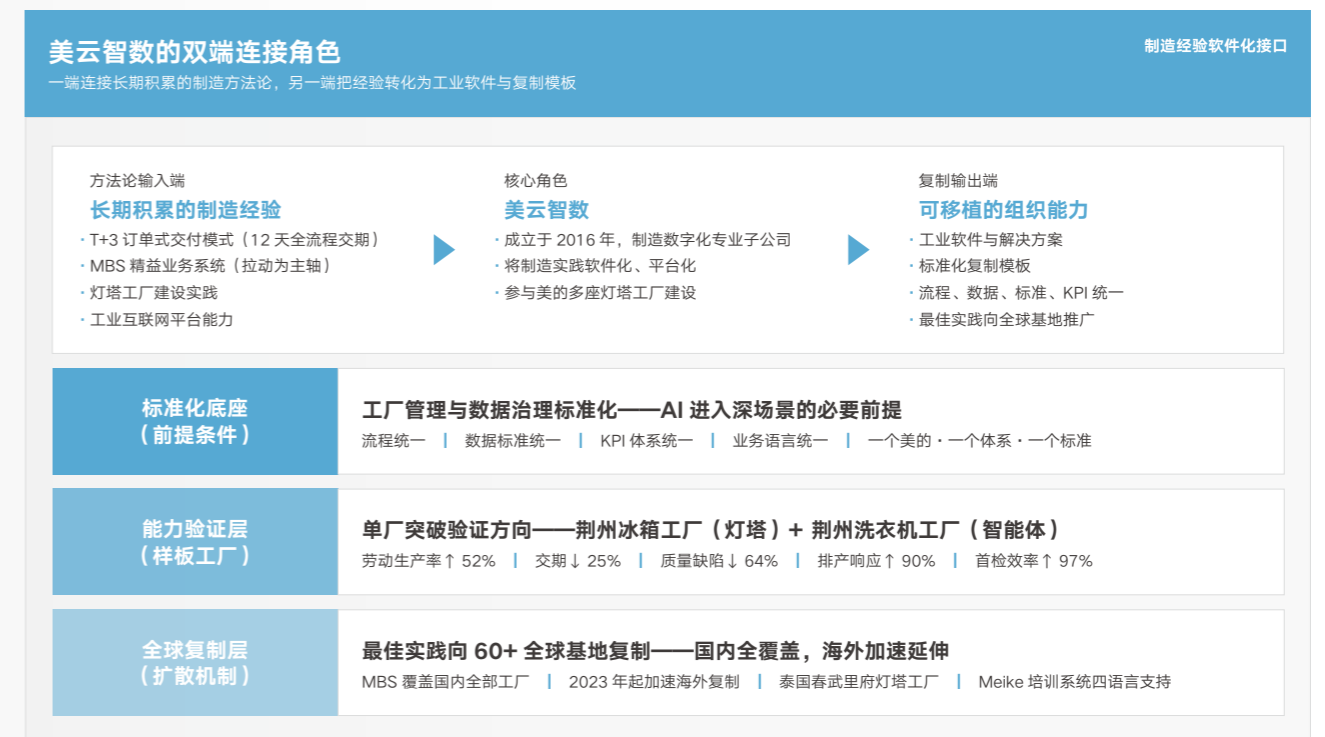 美云智数的双端连接角色
制造经验软件化接口
一端连接长期积累的制造方法论，另一端把经验转化为工业软件与复制模板
方法论输入端
长期积累的制造经验
· T+3 订单式交付模式（12 天全流程交期）
· MBS 精益业务系统（拉动为主轴）
· 灯塔工厂建设实践
· 工业互联网平台能力
核心角色
美云智数
· 成立于 2016 年，制造数字化专业子公司
· 将制造实践软件化、平台化
· 参与美的多座灯塔工厂建设
复制输出端
可移植的组织能力
· 工业软件与解决方案
· 标准化复制模板
· 流程、数据、标准、KPI 统一
· 最佳实践向全球基地推广
标准化底座
（前提条件）
工厂管理与数据治理标准化——AI 进入深场景的必要前提
流程统一 | 数据标准统一 | KPI 体系统一 | 业务语言统一 | 一个美的 · 一个体系 · 一个标准
能力验证层
（样板工厂）
单厂突破验证方向——荆州冰箱工厂（灯塔）+ 荆州洗衣机工厂（智能体）
劳动生产率↑ 52% | 交期↓ 25% | 质量缺陷↓ 64% | 排产响应↑ 90% | 首检效率↑ 97%
全球复制层
（扩散机制）
最佳实践向 60+ 全球基地复制——国内全覆盖，海外加速延伸
MBS 覆盖国内全部工厂 | 2023 年起加速海外复制 | 泰国春武里府灯塔工厂 | Meike 培训系统四语言支持